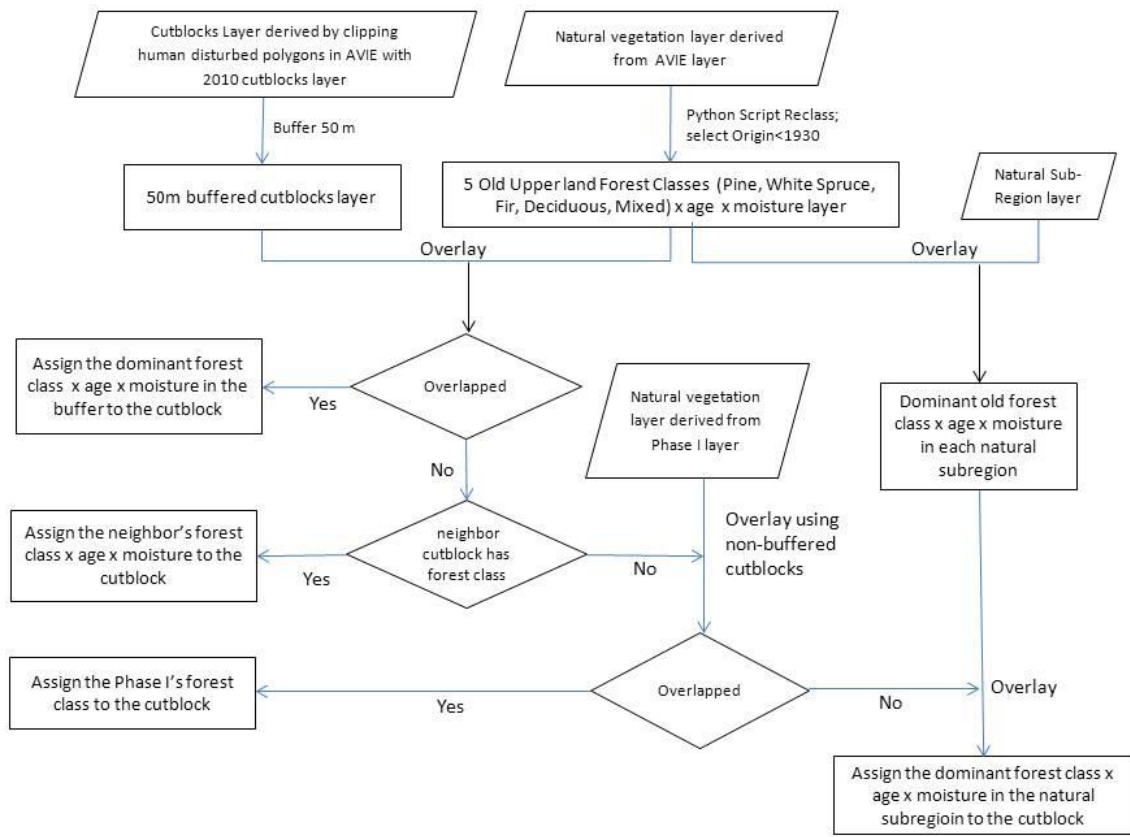 Cutblocks Layer derived by clipping
human disturbed polygons in AVIE with
2010 cutblocks layer
Natural vegetation layer derived
from AVIE layer
Buffer 50 m
Python Script Reclass;
select Origin<1930
50m buffered cutblocks layer
5 Old Upper land Forest Classes (Pine, White Spruce,
Fir, Deciduous, Mixed) x age x moisture layer
Natural Sub-
Region layer
Overlay
Overlay
Assign the dominant forest
class x age x moisture in the
buffer to the cutblock
Yes
Overlapped
Natural vegetation
layer derived from
Phase I layer
Dominant old forest
class x age x moisture
in each natural
subregion
No
Assign the neighbor's forest
class x age x moisture to the
cutblock
Yes
neighbor
cutblock has
forest class
No
Overlay using
non-buffered
cutblocks
Assign the Phase I's forest
class to the cutblock
Yes
Overlapped
No
Overlay
Assign the dominant forest class x
age x moisture in the natural
subregioin to the cutblock